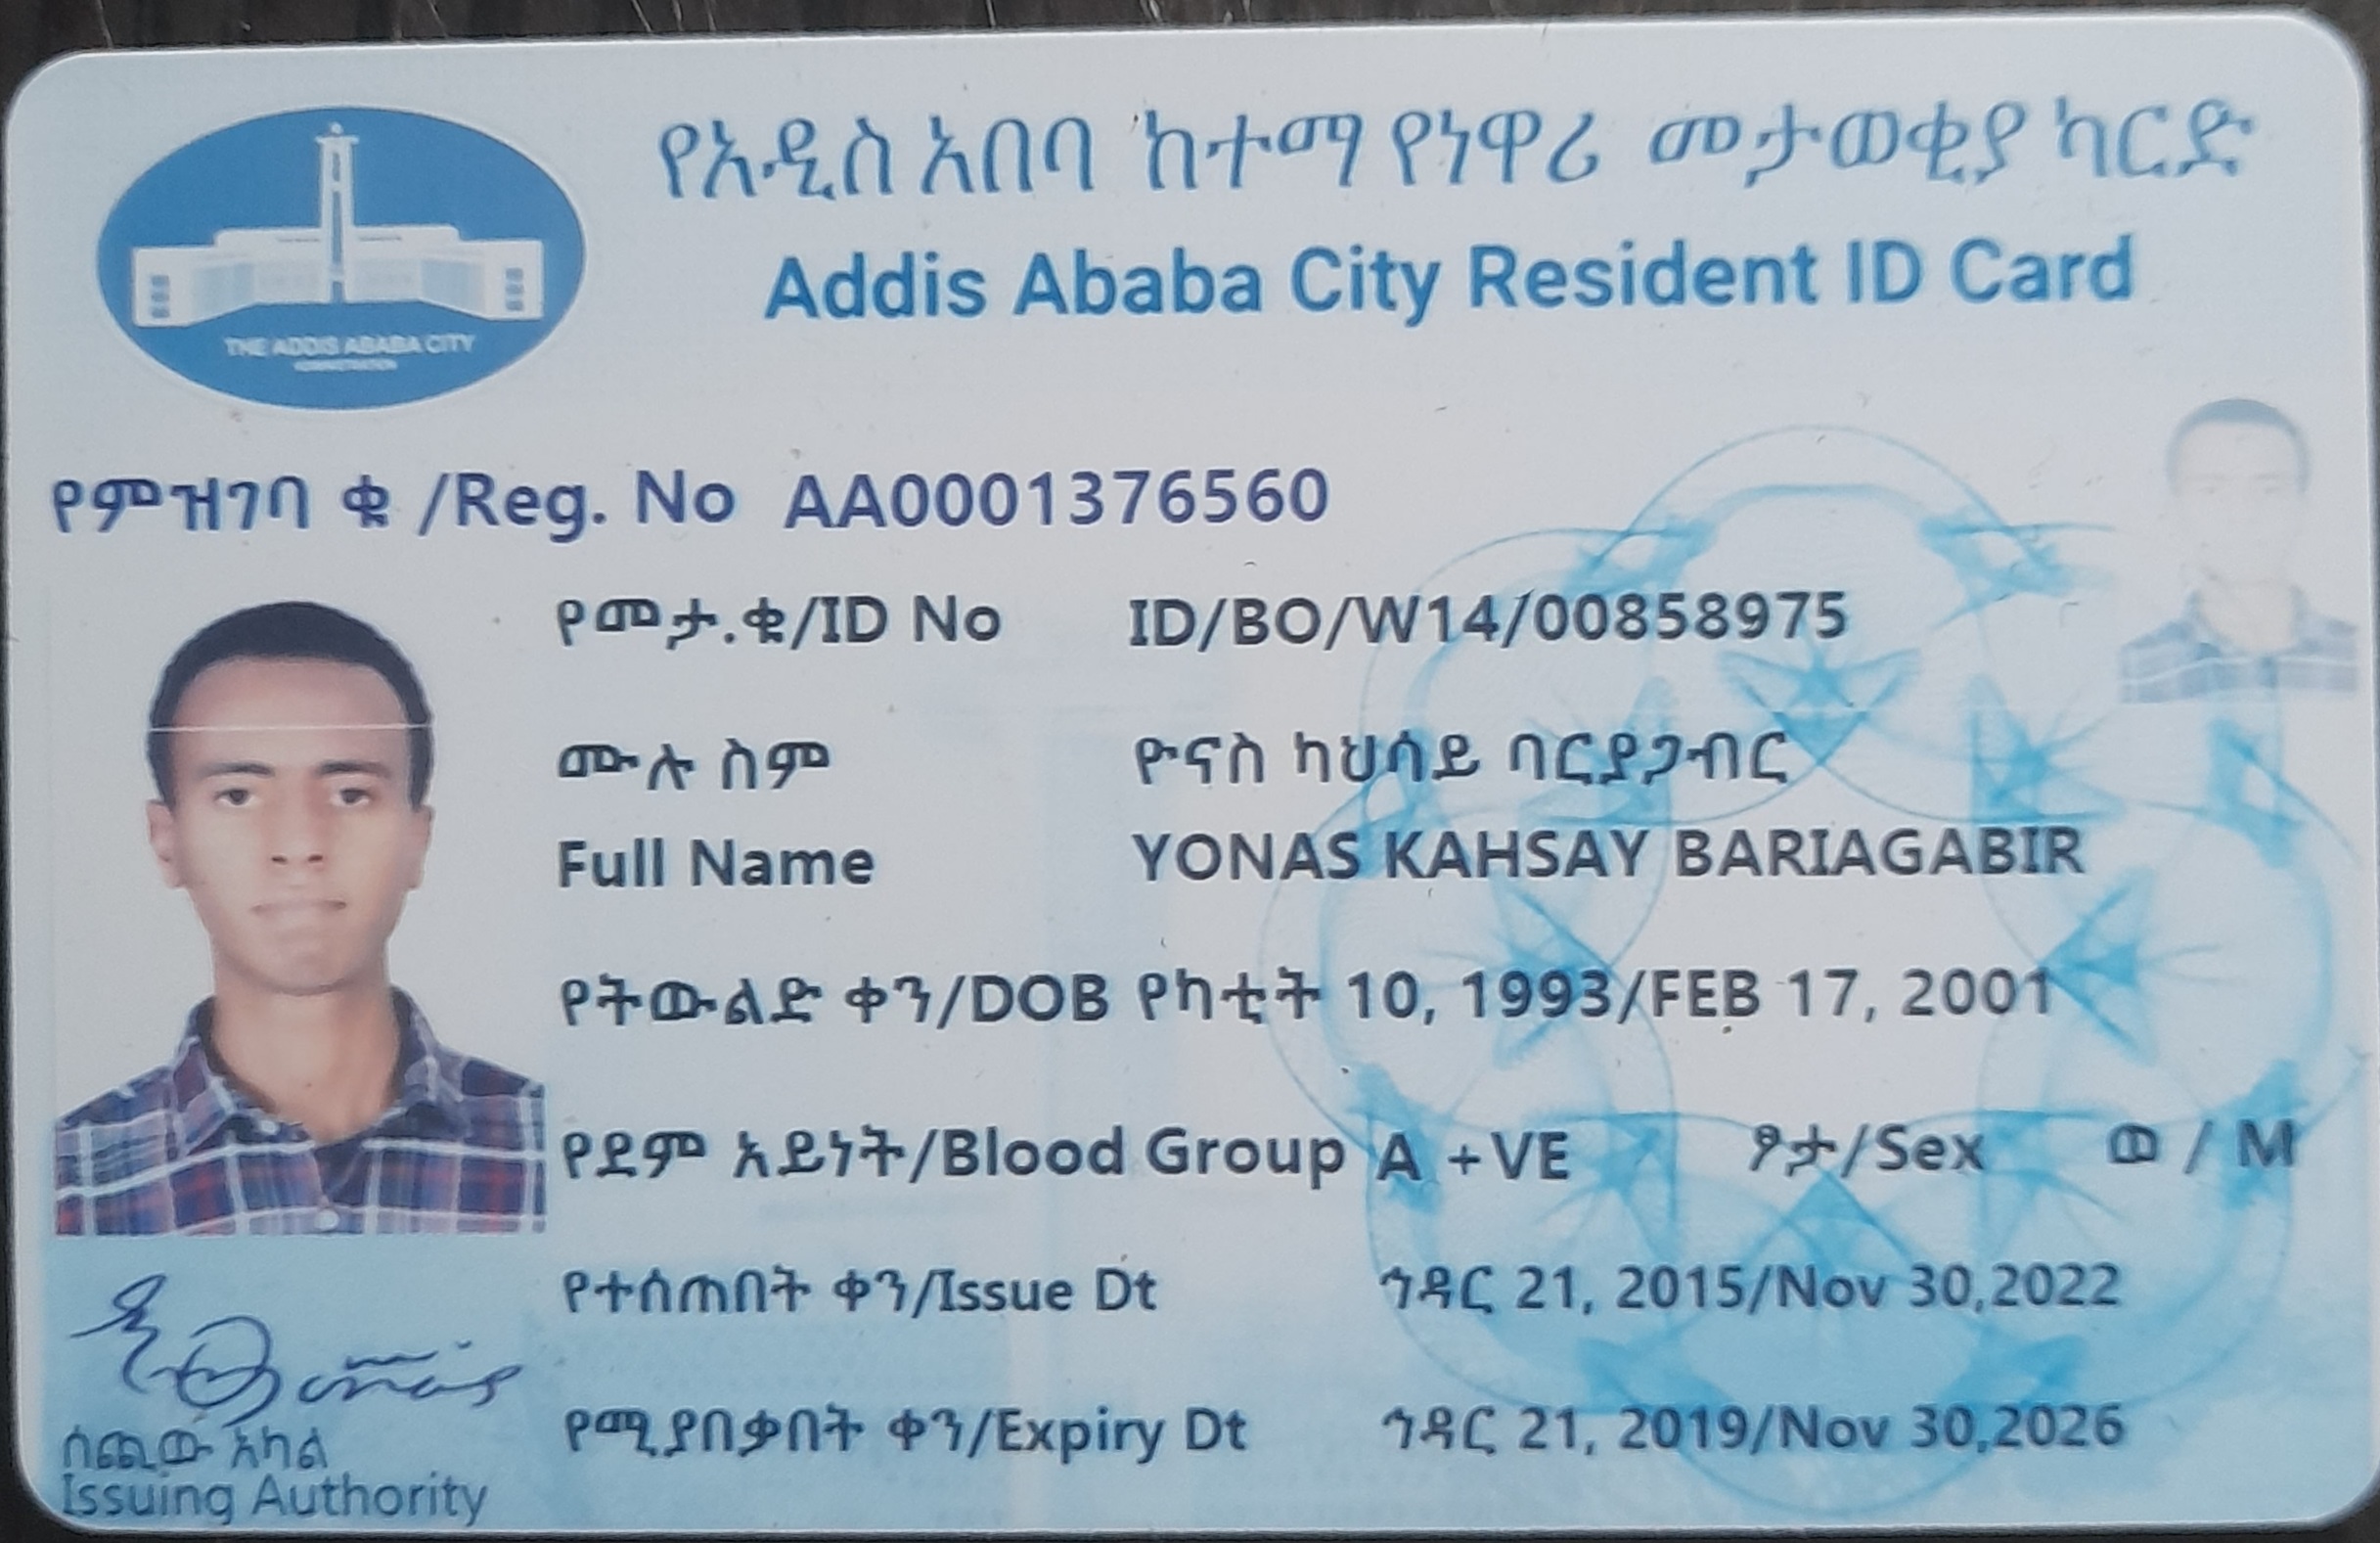 የአዲስ አበባ ከተማ የነዋሪ መታወቂያ ካርድ
Addis Ababa City Resident ID Card
THE ADDIS ABABA CITY
የምዝገባ ቁ /Reg. No AA0001376560
የመታ.ቁ/ID No ID/BO/W14/00858975
ሙሉ ስም ዮናስ ካህሳይ ባርያጋብር
Full Name YONAS KAHSAY BARIAGABIR
የትውልድ ቀን/DOB የካቲት 10, 1993/FEB 17, 2001
የደም አይነት/Blood Group A +VE ፆታ/Sex ወ / M
የተሰጠበት ቀን/Issue Dt ኅዳር 21, 2015/Nov 30,2022
የሚያበቃበት ቀን/Expiry Dt ኅዳር 21, 2019/Nov 30,2026
ሰጪው አካል
Issuing Authority